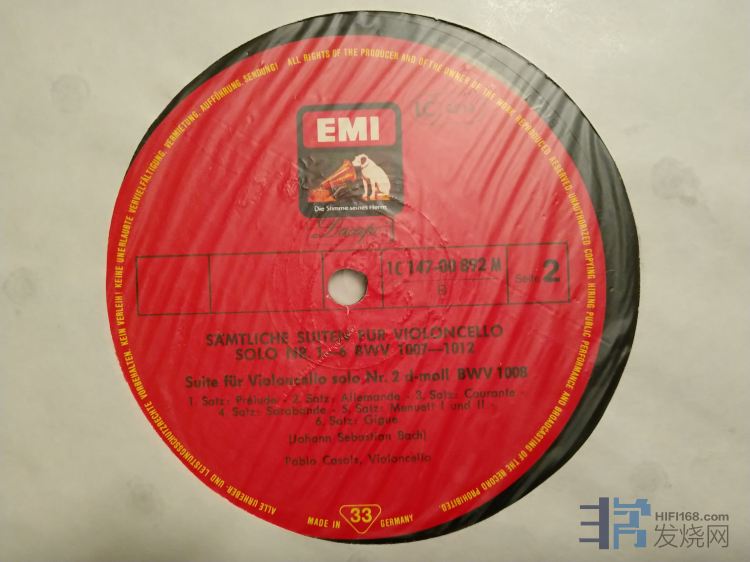 ALLE URHEBER- UND LEISTUNGSSCHUTZRECHTE VORBEHALTEN. KEIN VERLEIH! KEINE UNERLAUBTE VERVIELFÄLTIGUNG, VERMIETUNG, AUFFÜHRUNG, SENDUNG!
ALL RIGHTS OF THE PRODUCER AND OF THE OWNER OF THE WORK REPRODUCED RESERVED UNAUTHORIZED COPYING HIRING PUBLIC PERFORMANCE AND BROADCASTING OF THE RECORD PROHIBITED.
EMI
Die Stimme seines Herrn
Dacapo
1C 147-00 892 M
Seite 2
SÄMTLICHE SUITEN FÜR VIOLONCELLO
SOLO NR. 1—6 BWV 1007—1012
Suite für Violoncello solo Nr. 2 d-moll BWV 1008
1. Satz: Prélude - 2. Satz: Allemande - 3. Satz: Courante -
4. Satz: Sarabande - 5. Satz: Menuett I und II -
6. Satz: Gigue
(Johann Sebastian Bach)
Pablo Casals, Violoncello
MADE IN 33 GERMANY
HIFI168.com
发烧网